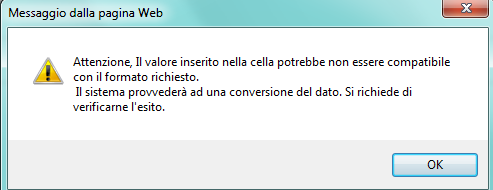 Messaggio dalla pagina Web
Attenzione, Il valore inserito nella cella potrebbe non essere compatibile
con il formato richiesto.
Il sistema provvederà ad una conversione del dato. Si richiede di
verificarne l'esito.
OK